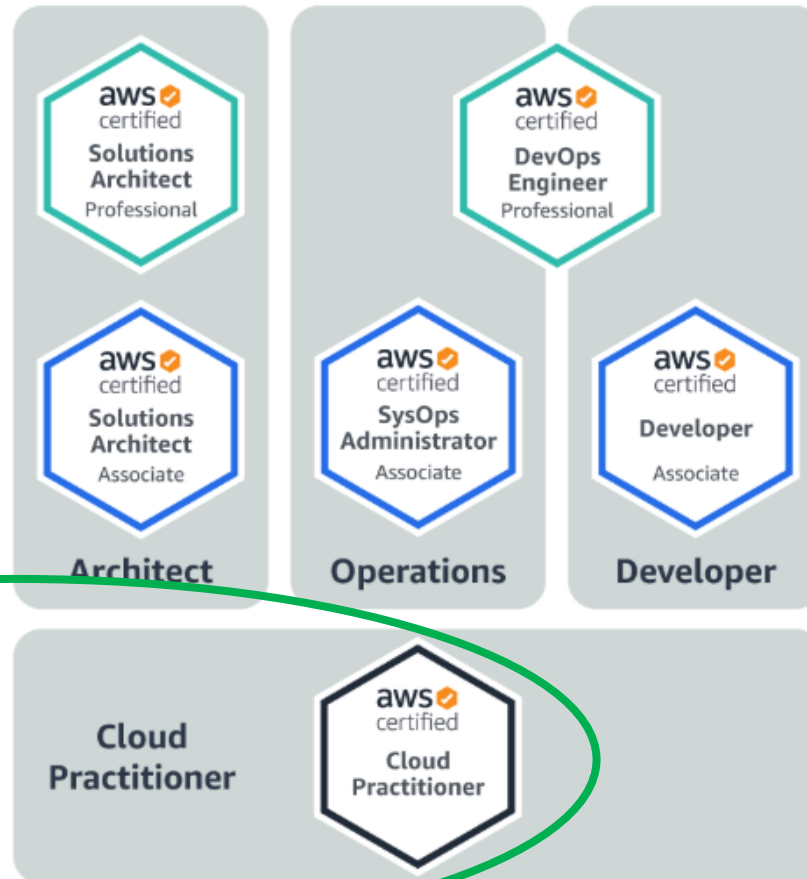 aws
certified
Solutions
Architect
Professional
aws
certified
DevOps
Engineer
Professional
aws
certified
Solutions
Architect
Associate
aws
certified
SysOps
Administrator
Associate
aws
certified
Developer
Associate
Architect
Operations
Developer
Cloud
Practitioner
aws
certified
Cloud
Practitioner